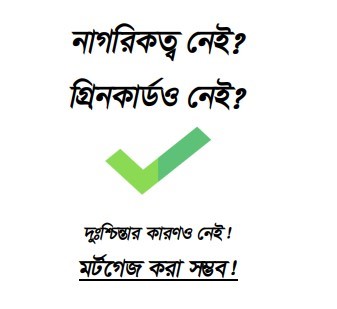 নাগরিকত্ব নেই?
গ্রিনকার্ডও নেই?
দুঃশ্চিন্তার কারণও নেই!
মর্টগেজ করা সম্ভব!